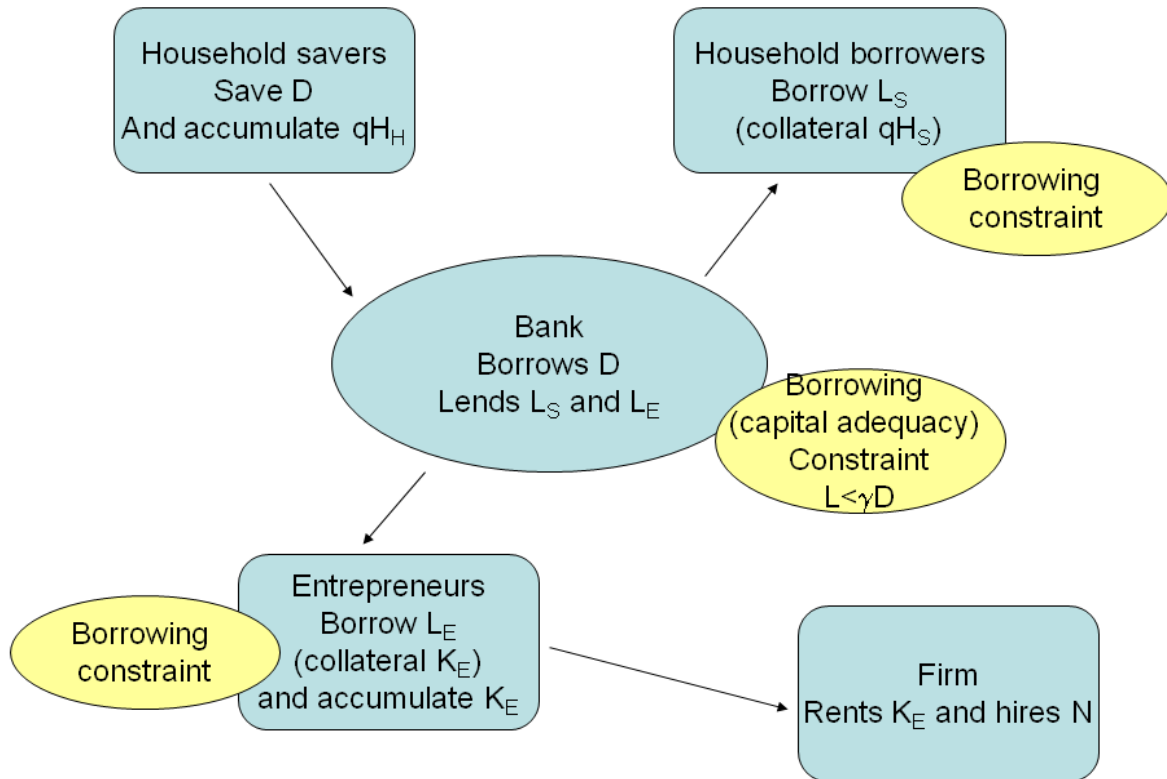 Household savers
Save D
And accumulate qH_H
Household borrowers
Borrow L_S
(collateral qH_S)
Borrowing
constraint
Bank
Borrows D
Lends L_S and L_E
Borrowing
(capital adequacy)
Constraint
L<γD
Entrepreneurs
Borrow L_E
(collateral K_E)
and accumulate K_E
Borrowing
constraint
Firm
Rents K_E and hires N